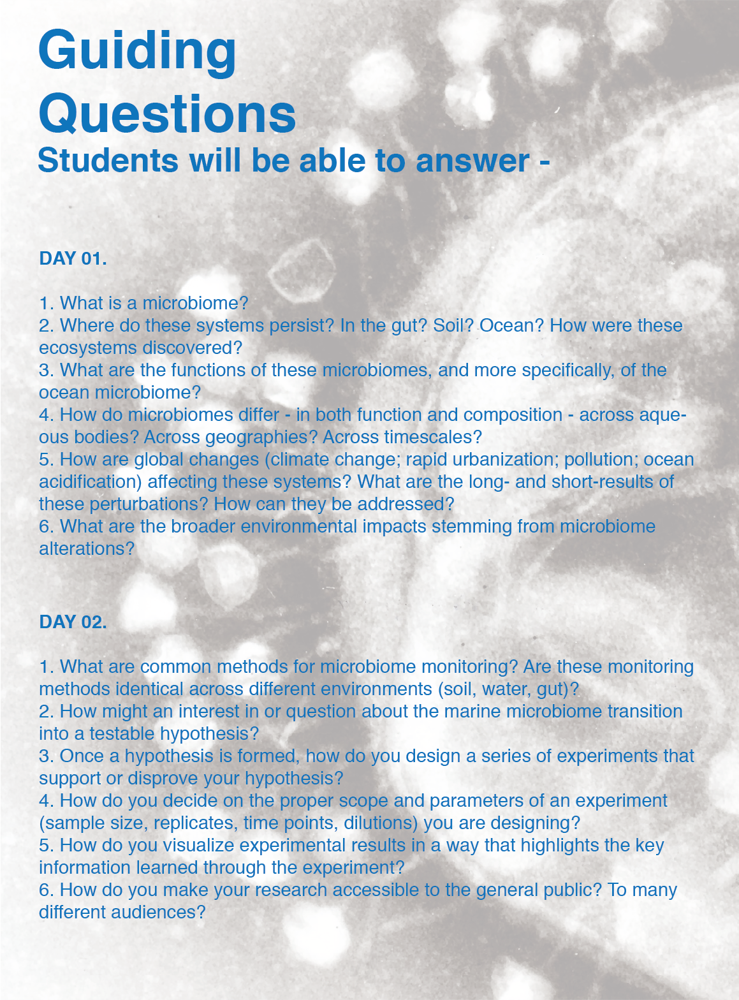 Guiding
Questions
Students will be able to answer -
DAY 01.
1. What is a microbiome?
2. Where do these systems persist? In the gut? Soil? Ocean? How were these
ecosystems discovered?
3. What are the functions of these microbiomes, and more specifically, of the
ocean microbiome?
4. How do microbiomes differ - in both function and composition - across aque-
ous bodies? Across geographies? Across timescales?
5. How are global changes (climate change; rapid urbanization; pollution; ocean
acidification) affecting these systems? What are the long- and short-results of
these perturbations? How can they be addressed?
6. What are the broader environmental impacts stemming from microbiome
alterations?
DAY 02.
1. What are common methods for microbiome monitoring? Are these monitoring
methods identical across different environments (soil, water, gut)?
2. How might an interest in or question about the marine microbiome transition
into a testable hypothesis?
3. Once a hypothesis is formed, how do you design a series of experiments that
support or disprove your hypothesis?
4. How do you decide on the proper scope and parameters of an experiment
(sample size, replicates, time points, dilutions) you are designing?
5. How do you visualize experimental results in a way that highlights the key
information learned through the experiment?
6. How do you make your research accessible to the general public? To many
different audiences?